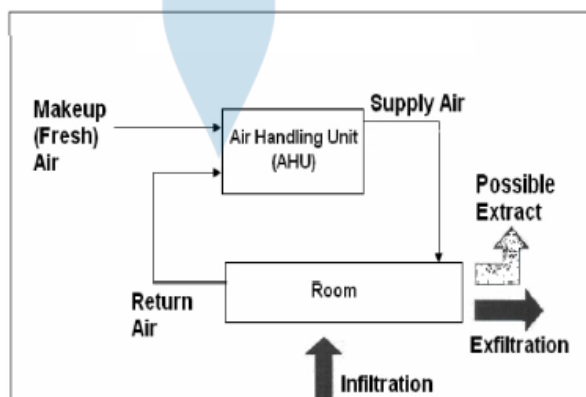 Makeup
(Fresh)
Air
Air Handling Unit
(AHU)
Supply Air
Possible
Extract
Return
Air
Room
Exfiltration
Infiltration